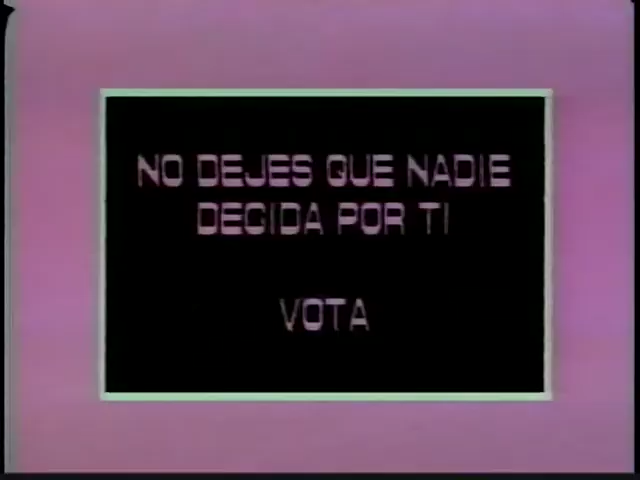 NO DEJES QUE NADIE
DECIDA POR TI
VOTA